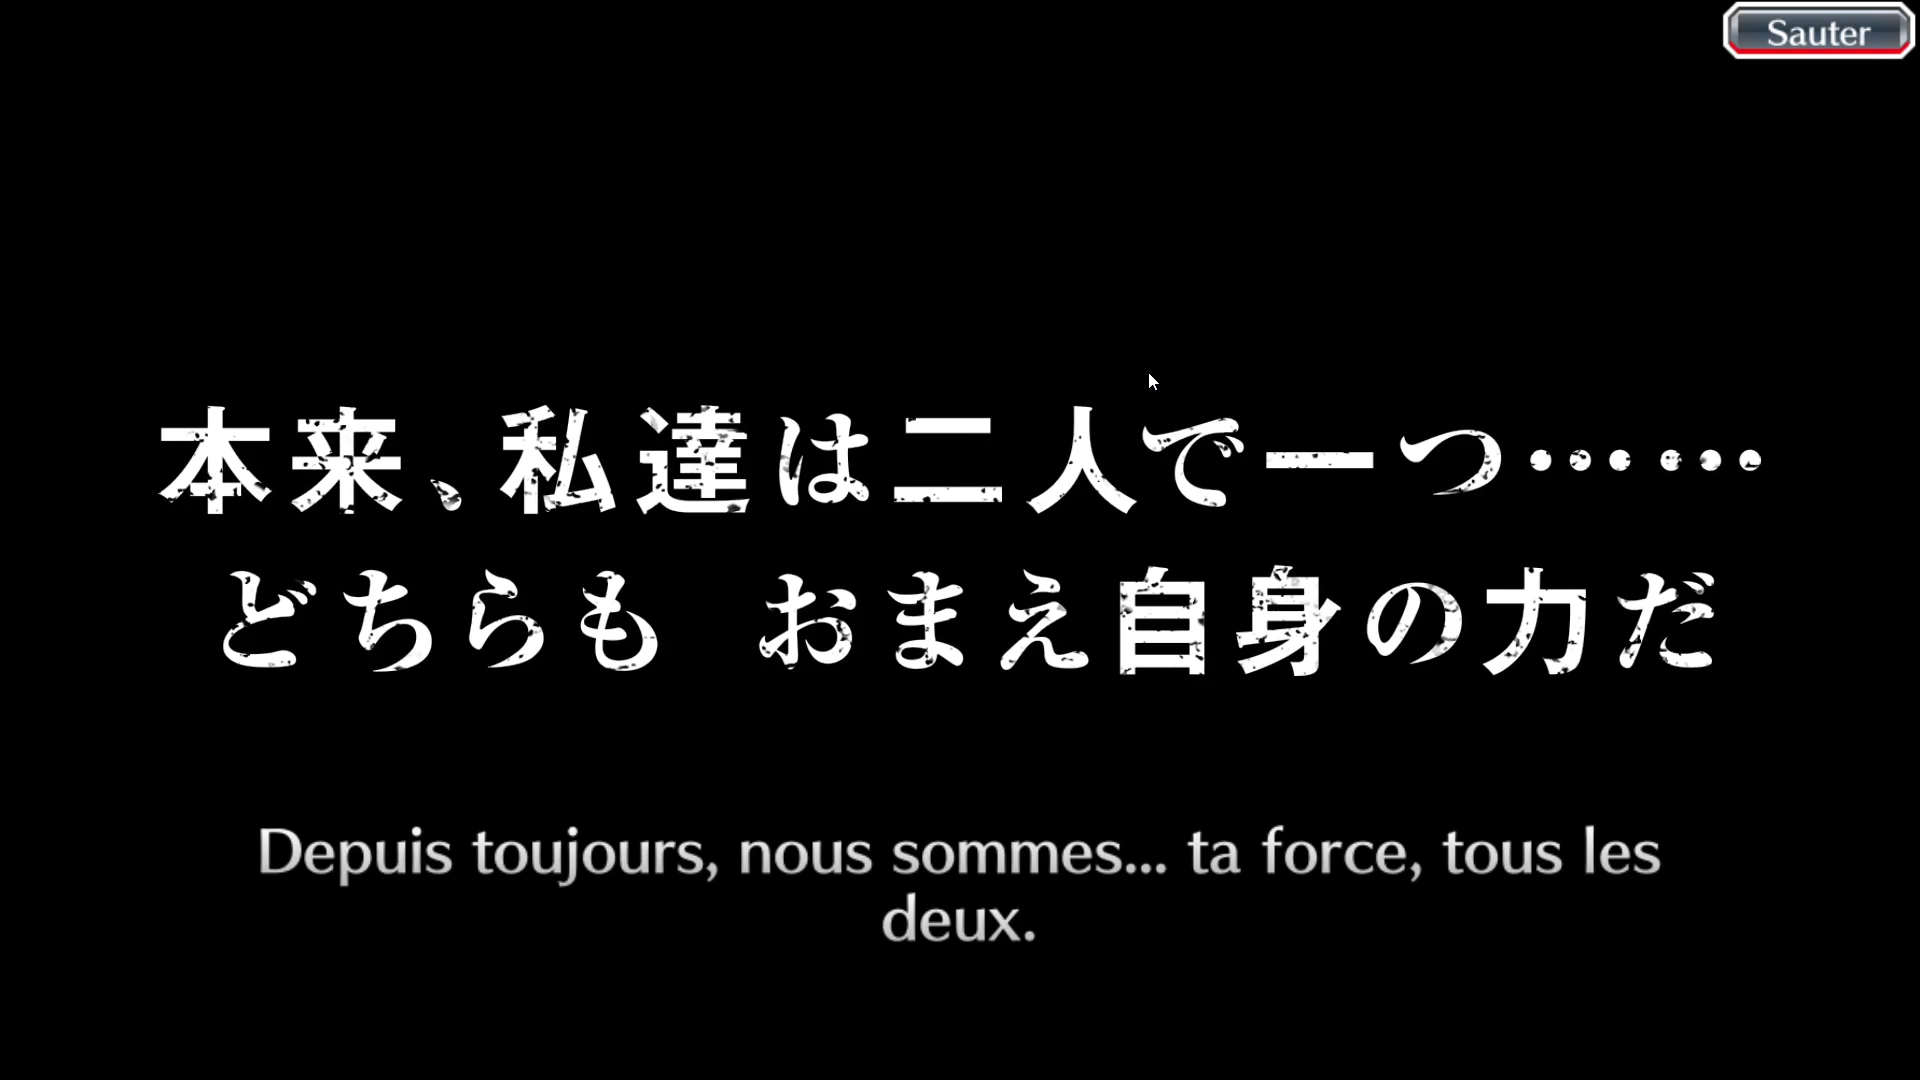 Sauter
本来、私達は二人で一つ……
どちらも　おまえ自身の力だ
Depuis toujours, nous sommes... ta force, tous les
deux.